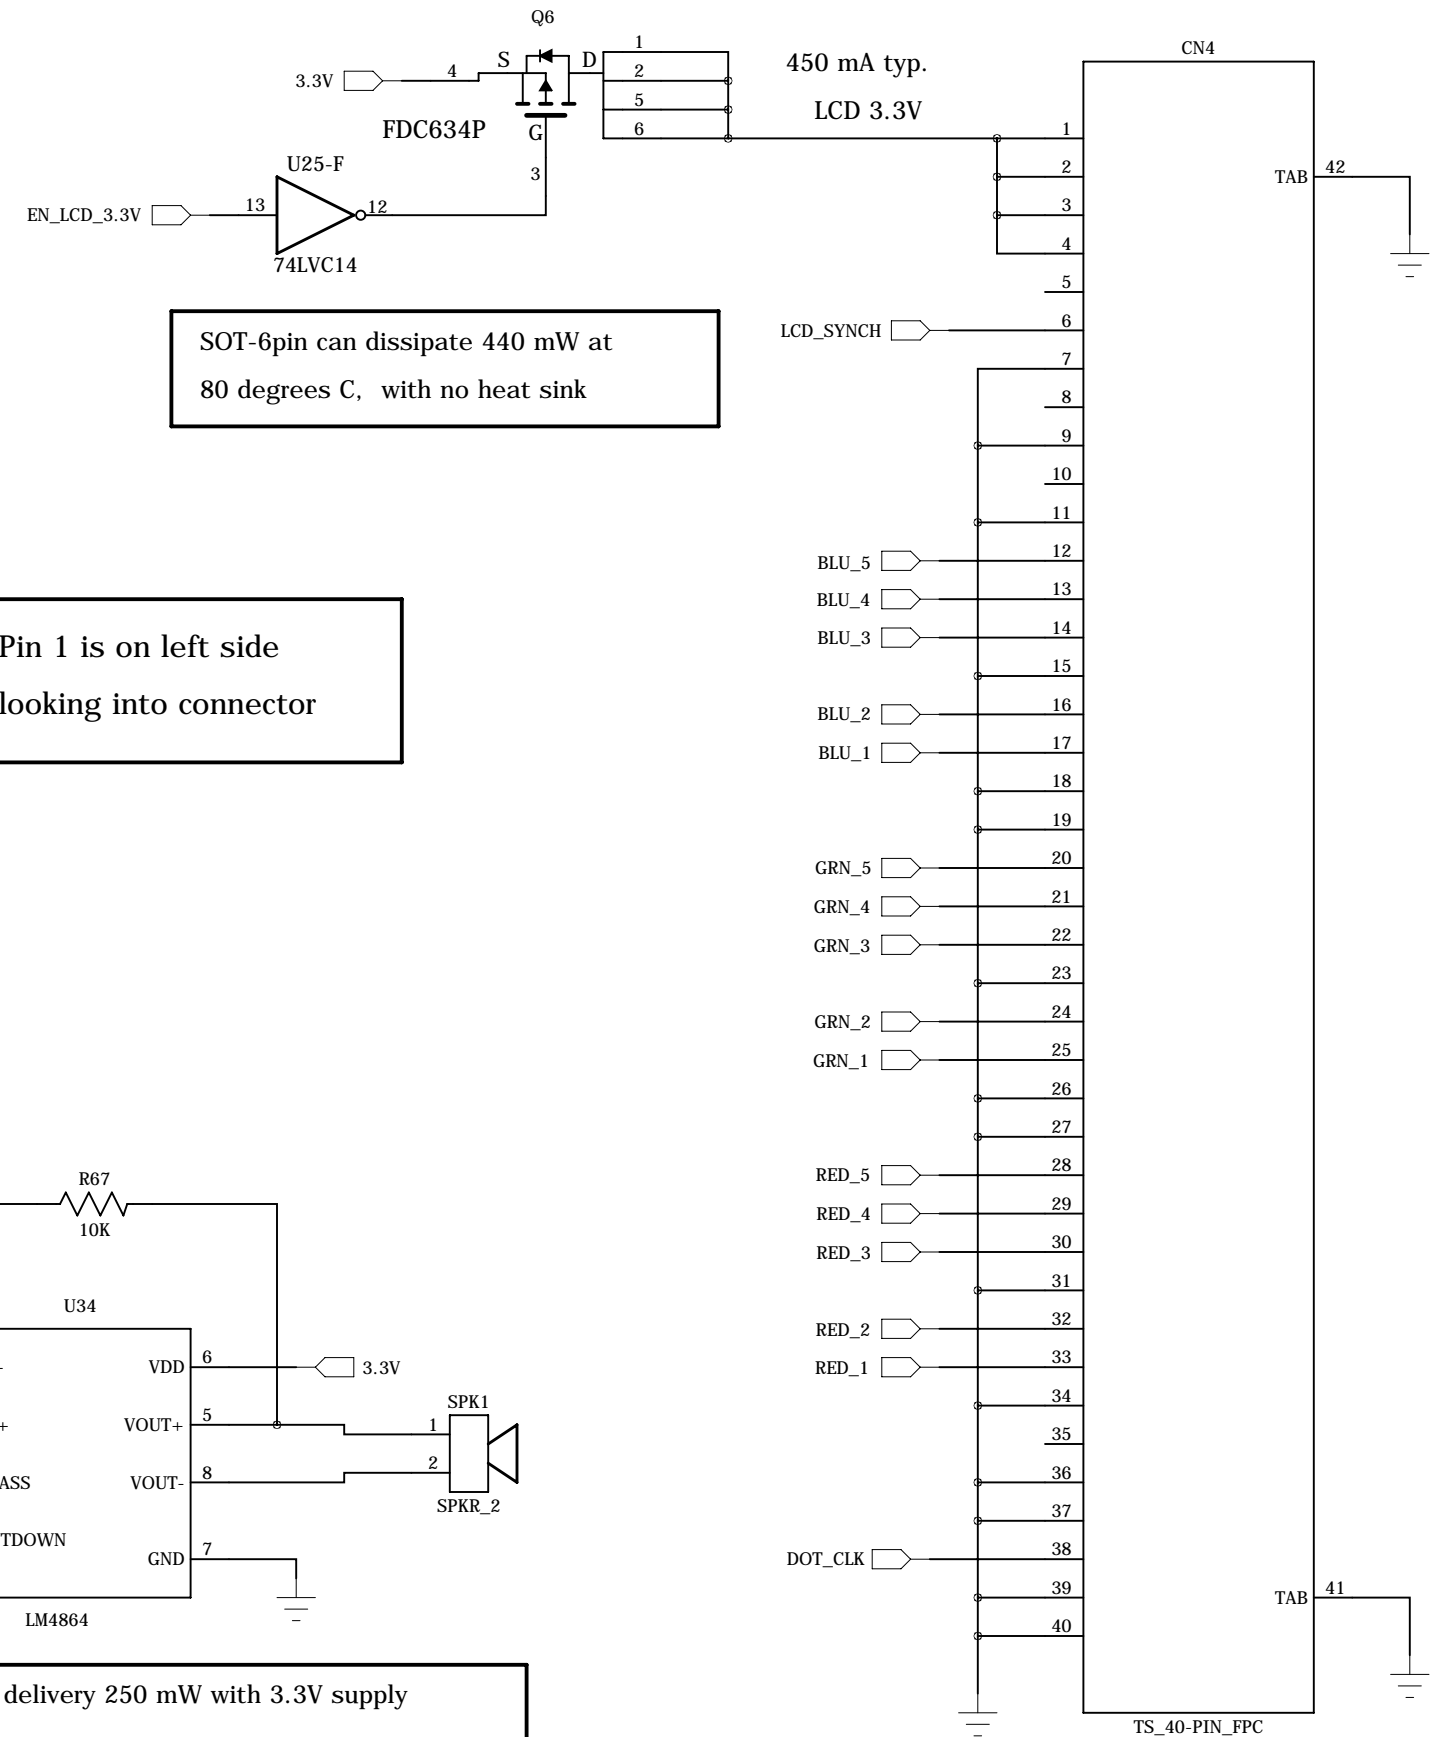 Q6
S
D
1
2
5
6
4
3.3V
FDC634P
G
3
450 mA typ.
LCD 3.3V
U25-F
EN_LCD_3.3V
13
12
74LVC14
SOT-6pin can dissipate 440 mW at
80 degrees C, with no heat sink
Pin 1 is on left side
looking into connector
CN4
1
2
3
4
5
LCD_SYNCH
6
7
8
9
10
11
BLU_5
12
BLU_4
13
BLU_3
14
15
BLU_2
16
BLU_1
17
18
19
GRN_5
20
GRN_4
21
GRN_3
22
23
GRN_2
24
GRN_1
25
26
27
RED_5
28
RED_4
29
RED_3
30
31
RED_2
32
RED_1
33
34
35
36
37
DOT_CLK
38
39
40
TAB
42
TAB
41
TS_40-PIN_FPC
R67
10K
U34
-
VDD
6
3.3V
+
VOUT+
5
ASS
VOUT-
8
TDOWN
GND
7
LM4864
SPK1
1
2
SPKR_2
delivery 250 mW with 3.3V supply